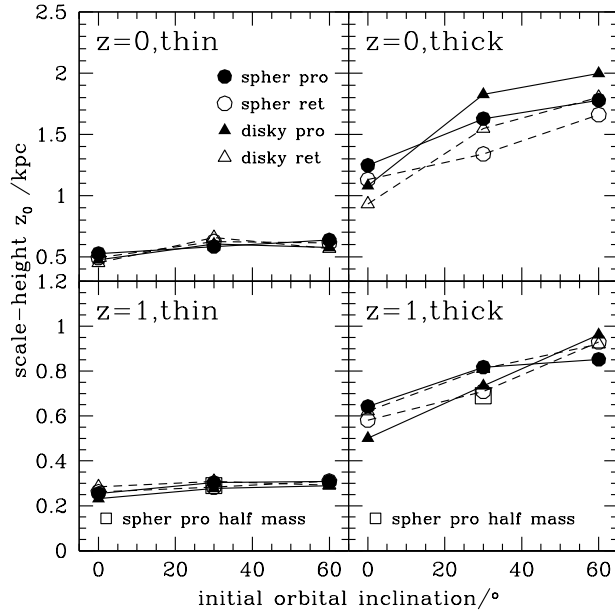 2.5
z=0,thin
z=0,thick
spher pro
spher ret
disky pro
disky ret
2
1.5
1
0.5
scale-height z0 /kpc
1.2
z=1,thin
z=1,thick
1
0.8
0.6
0.4
0.2
0
spher pro half mass
spher pro half mass
0 20 40 60 0 20 40 60
initial orbital inclination/°